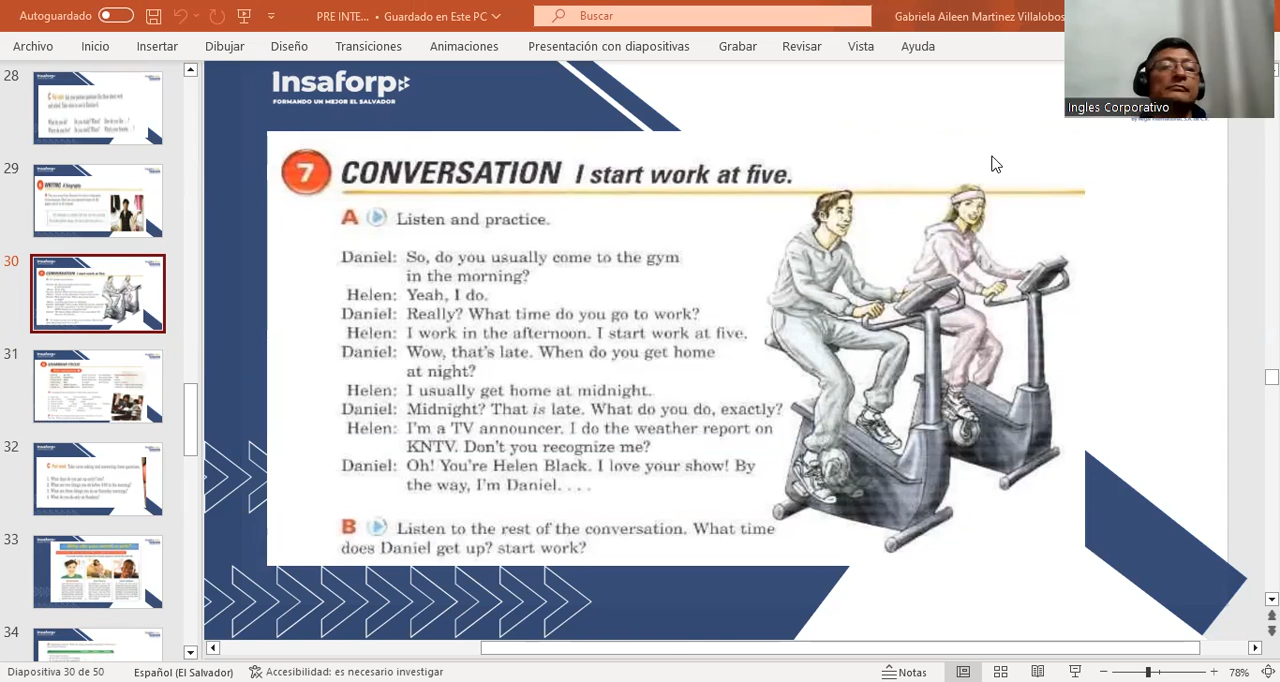 Autoguardado
PRE INTE... • Guardado en Este PC
Buscar
Gabriela Aileen Martinez Villalobos
Archivo Inicio Insertar Dibujar Diseño Transiciones Animaciones Presentación con diapositivas Grabar Revisar Vista Ayuda
Ingles Corporativo
28
29
30
31
32
33
34
Insaforp
FORMANDO UN MEJOR EL SALVADOR
7 CONVERSATION I start work at five.
A Listen and practice.
Daniel: So, do you usually come to the gym
in the morning?
Helen: Yeah, I do.
Daniel: Really? What time do you go to work?
Helen: I work in the afternoon. I start work at five.
Daniel: Wow, that's late. When do you get home
at night?
Helen: I usually get home at midnight.
Daniel: Midnight? That is late. What do you do, exactly?
Helen: I'm a TV announcer. I do the weather report on
KNTV. Don't you recognize me?
Daniel: Oh! You're Helen Black. I love your show! By
the way, I'm Daniel. . . .
B Listen to the rest of the conversation. What time
does Daniel get up? start work?
Diapositiva 30 de 50
Español (El Salvador)
Accesibilidad: es necesario investigar
Notas
78%